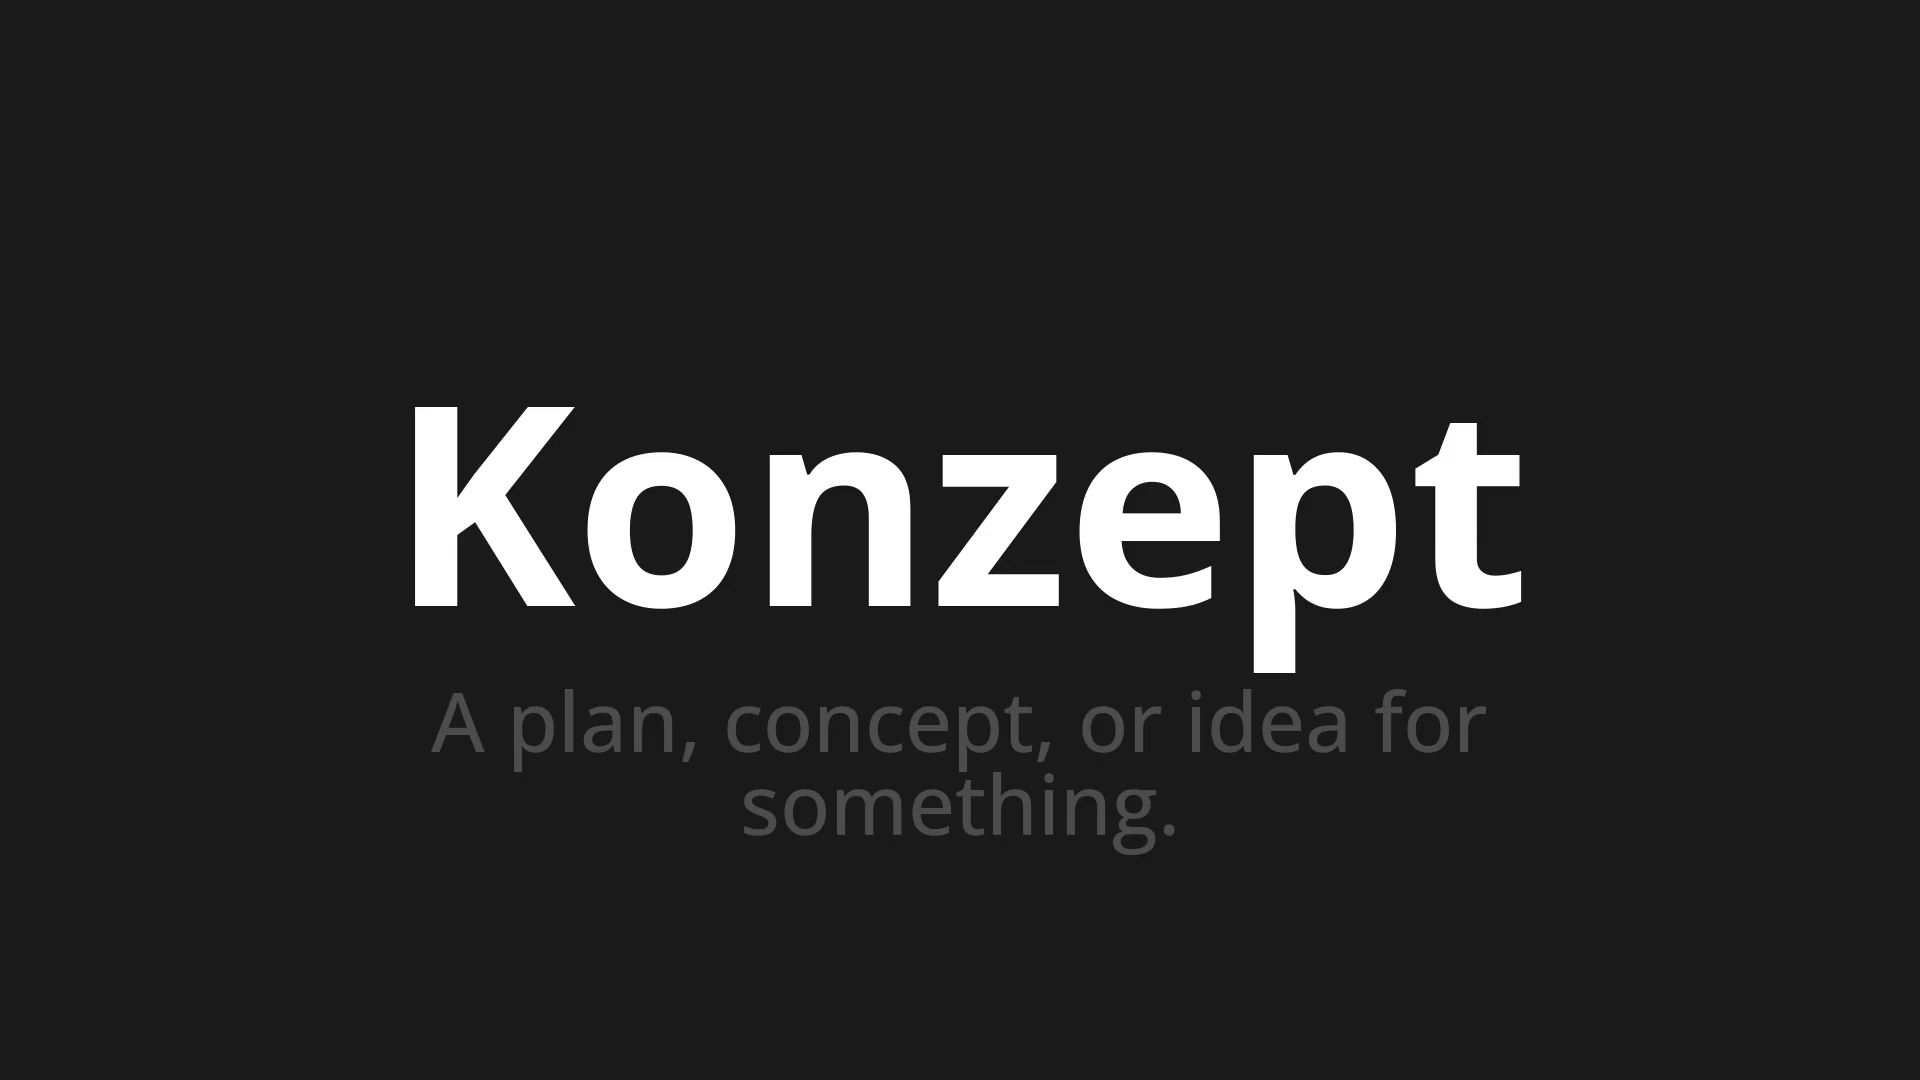 Konzept
A plan, concept, or idea for
something.